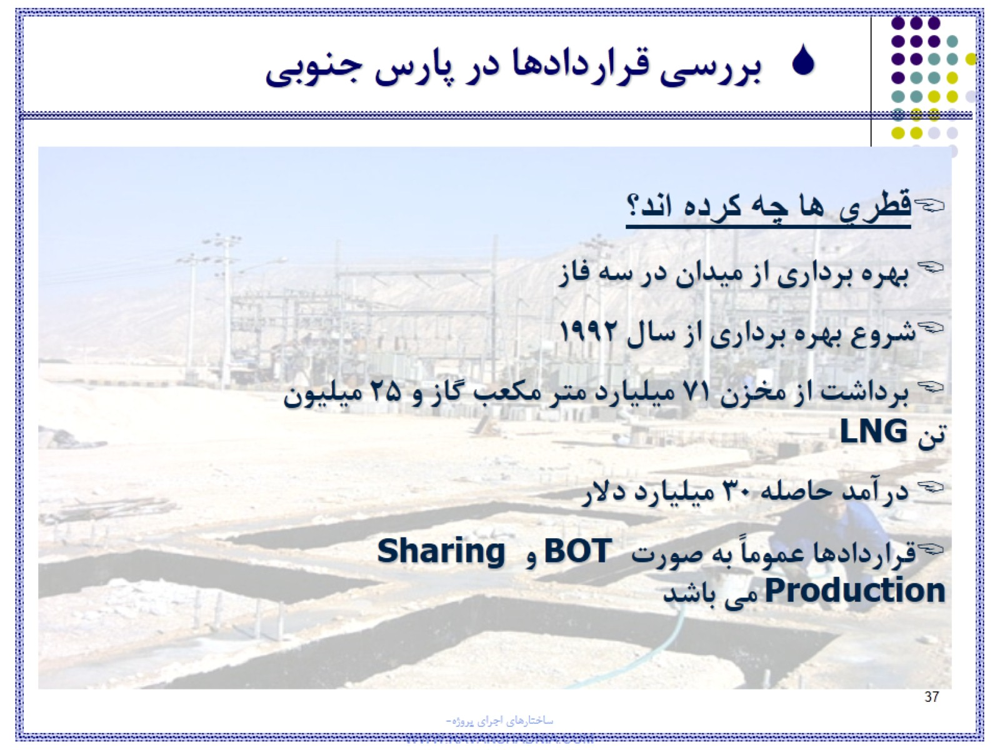 بررسی قراردادها در پارس جنوبی
قطري ها چه کرده اند؟
بهره برداری از میدان در سه فاز
شروع بهره برداری از سال ۱۹۹۲
برداشت از مخزن ۷۱ میلیارد متر مکعب گاز و ۲۵ میلیون
تن LNG
درآمد حاصله ۳۰ میلیارد دلار
قراردادها عموماً به صورت BOT و Sharing
Production می باشد
37
ساختارهای اجرای پروژه-